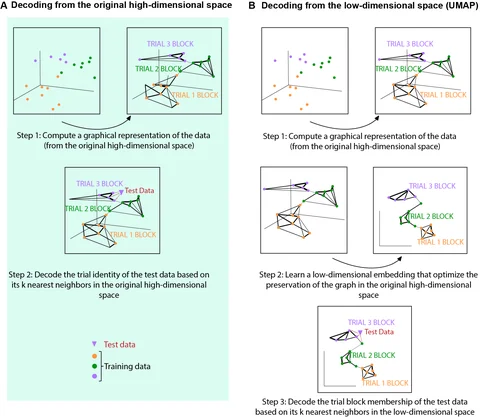 A Decoding from the original high-dimensional space
TRIAL 3 BLOCK
TRIAL 2 BLOCK
TRIAL 1 BLOCK
Step 1: Compute a graphical representation of the data
(from the original high-dimensional space)
TRIAL 3 BLOCK
Test Data
TRIAL 2 BLOCK
TRIAL 1 BLOCK
Step 2: Decode the trial identity of the test data based on
its k nearest neighbors in the original high-dimensional
space
Test data
Training data
B Decoding from the low-dimensional space (UMAP)
TRIAL 3 BLOCK
TRIAL 2 BLOCK
TRIAL 1 BLOCK
Step 1: Compute a graphical representation of the data
(from the original high-dimensional space)
TRIAL 3 BLOCK
TRIAL 2 BLOCK
TRIAL 1 BLOCK
Step 2: Learn a low-dimensional embedding that optimize the
preservation of the graph in the original high-dimensional
space
TRIAL 3 BLOCK
Test Data
TRIAL 2 BLOCK
TRIAL 1 BLOCK
Step 3: Decode the trial block membership of the test data
based on its k nearest neighbors in the low-dimensional space